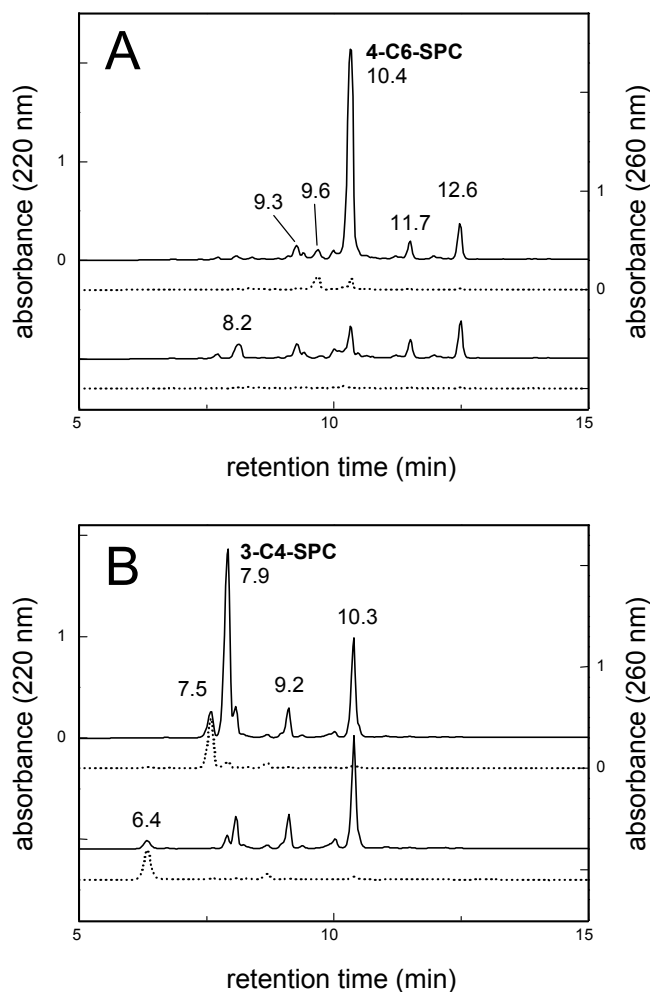 A
4-C6-SPC
10.4
9.3
9.6
11.7
12.6
1
0
1
0
8.2
absorbance (220 nm)
absorbance (260 nm)
5
10
15
retention time (min)
B
3-C4-SPC
7.9
10.3
7.5
9.2
1
0
1
0
6.4
absorbance (220 nm)
absorbance (260 nm)
5
10
15
retention time (min)